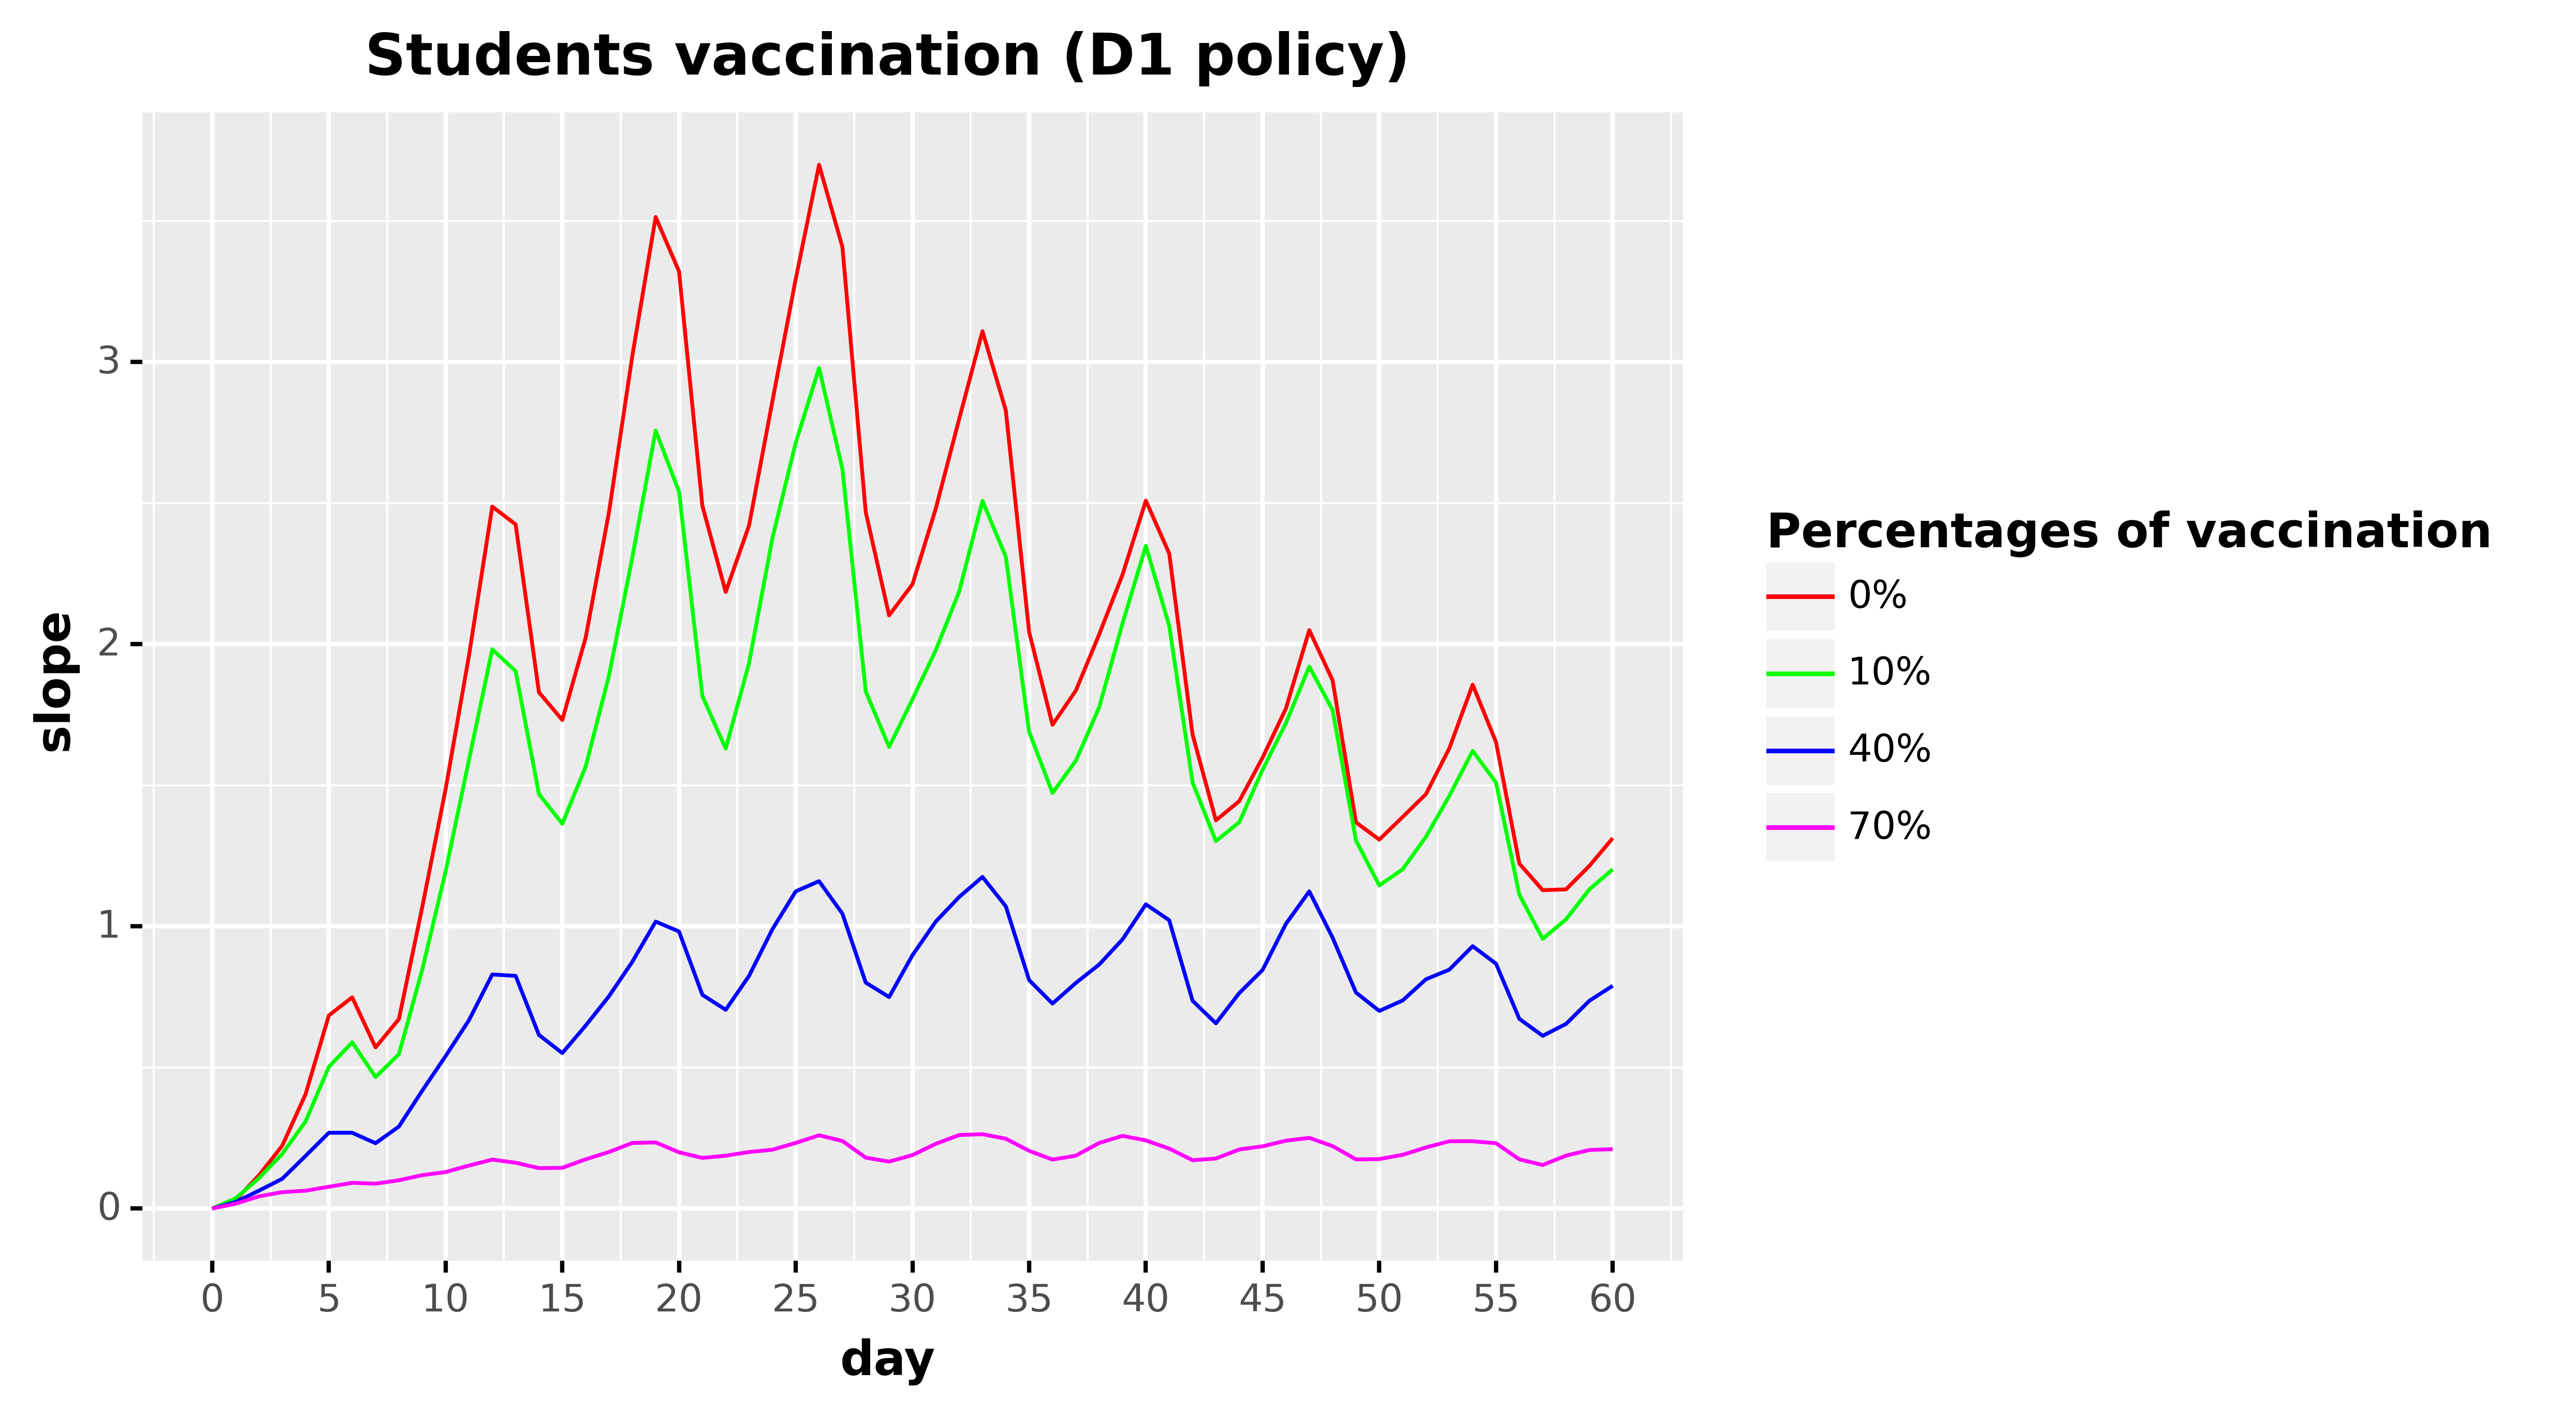 Students vaccination (D1 policy)
3
2
1
0
slope
0 5 10 15 20 25 30 35 40 45 50 55 60
day
Percentages of vaccination
0%
10%
40%
70%